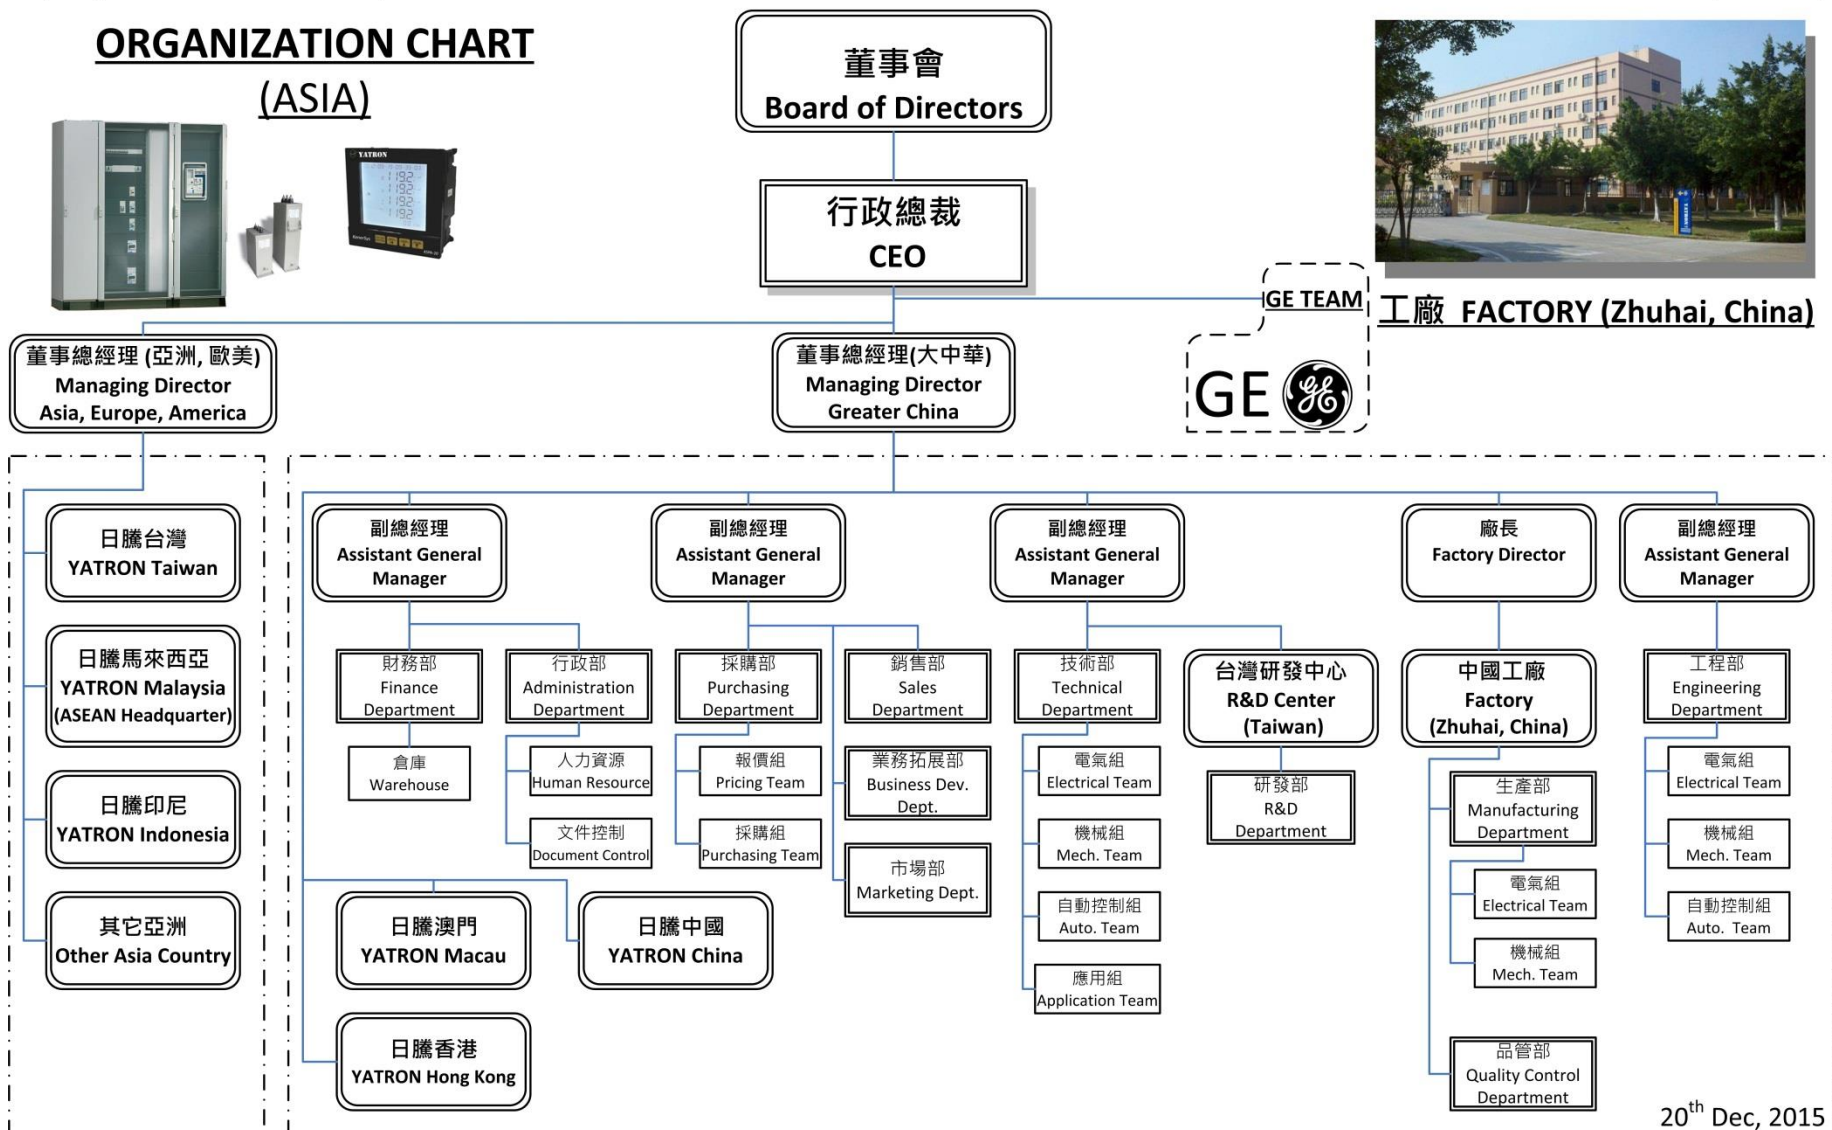 ORGANIZATION CHART
(ASIA)
董事會
Board of Directors
行政總裁
CEO
YATRON
1192
1192
1192
1192
GE TEAM
GE
工廠 FACTORY (Zhuhai, China)
董事總經理 (亞洲, 歐美)
Managing Director
Asia, Europe, America
董事總經理(大中華)
Managing Director
Greater China
日騰台灣
YATRON Taiwan
日騰馬來西亞
YATRON Malaysia
(ASEAN Headquarter)
日騰印尼
YATRON Indonesia
其它亞洲
Other Asia Country
副總經理
Assistant General
Manager
副總經理
Assistant General
Manager
副總經理
Assistant General
Manager
廠長
Factory Director
副總經理
Assistant General
Manager
財務部
Finance
Department
倉庫
Warehouse
行政部
Administration
Department
人力資源
Human Resource
文件控制
Document Control
採購部
Purchasing
Department
報價組
Pricing Team
採購組
Purchasing Team
銷售部
Sales
Department
業務拓展部
Business Dev.
Dept.
市場部
Marketing Dept.
技術部
Technical
Department
電氣組
Electrical Team
機械組
Mech. Team
自動控制組
Auto. Team
應用組
Application Team
台灣研發中心
R&D Center
(Taiwan)
研發部
R&D
Department
中國工廠
Factory
(Zhuhai, China)
生產部
Manufacturing
Department
電氣組
Electrical Team
機械組
Mech. Team
品管部
Quality Control
Department
工程部
Engineering
Department
電氣組
Electrical Team
機械組
Mech. Team
自動控制組
Auto. Team
日騰澳門
YATRON Macau
日騰中國
YATRON China
日騰香港
YATRON Hong Kong
20th Dec, 2015